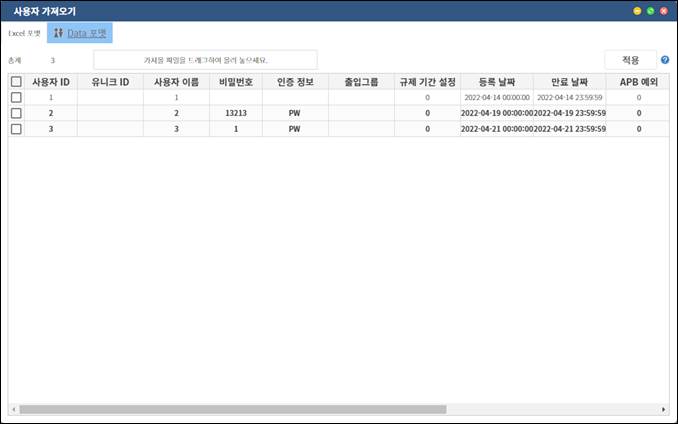 사용자 가져오기
Excel 포맷 Data 포맷
총계 3 가져올 파일을 드래그하여 올려 놓으세요. 적용
사용자 ID 유니크 ID 사용자 이름 비밀번호 인증 정보 출입그룹 규제 기간 설정 등록 날짜 만료 날짜 APB 예외
1 1 0 2022-04-14 00:00:00 2022-04-14 23:59:59 0
2 2 13213 PW 0 2022-04-19 00:00:00 2022-04-19 23:59:59 0
3 3 1 PW 0 2022-04-21 00:00:00 2022-04-21 23:59:59 0